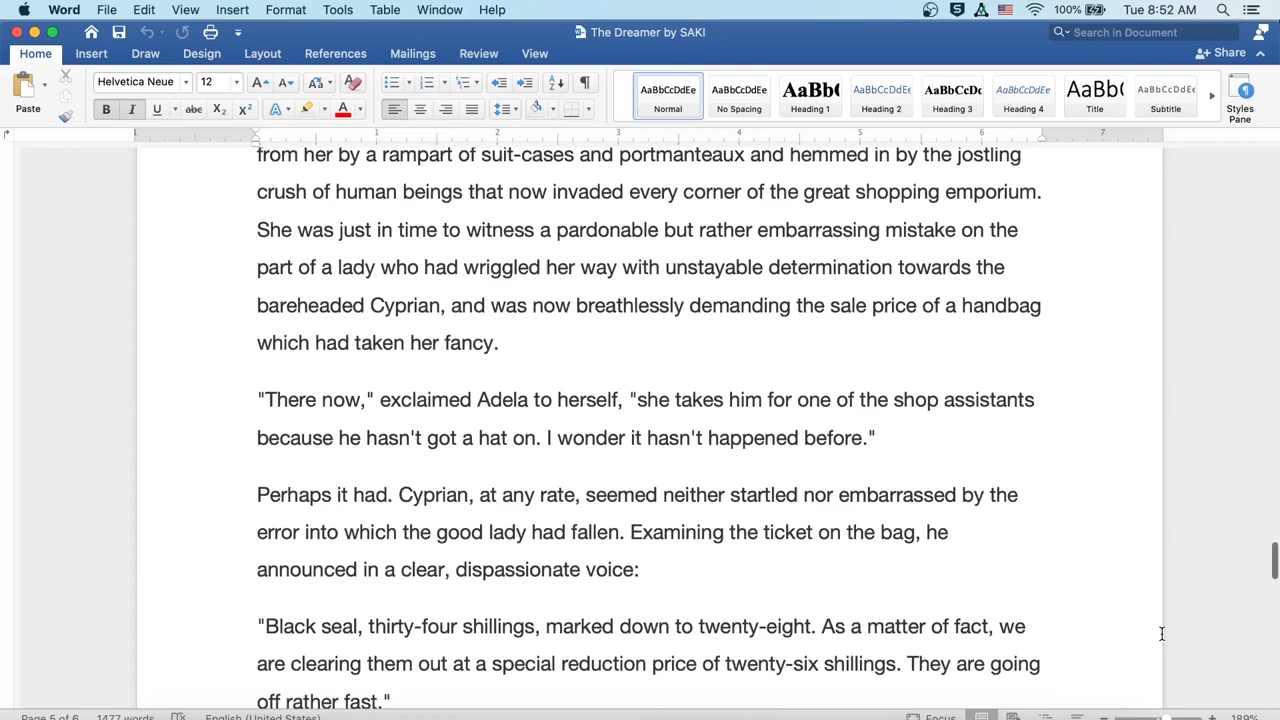 Word File Edit View Insert Format Tools Table Window Help 100% Tue 8:52 AM
The Dreamer by SAKI
Search in Document
Home Insert Draw Design Layout References Mailings Review View
Share
Paste
Helvetica Neue 12
AaBbCcDdEe AaBbCcDdEe AaBb( AaBbCcDdEe AaBbCcDdEe AaBbCcDdEe AaBb( AaBbCcDdEe
Normal No Spacing Heading 1 Heading 2 Heading 3 Heading 4 Title Subtitle
Styles
Pane
1 1 2 3 4 5 6 7
from her by a rampart of suit-cases and portmanteaux and hemmed in by the jostling
crush of human beings that now invaded every corner of the great shopping emporium.
She was just in time to witness a pardonable but rather embarrassing mistake on the
part of a lady who had wriggled her way with unstayable determination towards the
bareheaded Cyprian, and was now breathlessly demanding the sale price of a handbag
which had taken her fancy.
"There now," exclaimed Adela to herself, "she takes him for one of the shop assistants
because he hasn't got a hat on. I wonder it hasn't happened before."
Perhaps it had. Cyprian, at any rate, seemed neither startled nor embarrassed by the
error into which the good lady had fallen. Examining the ticket on the bag, he
announced in a clear, dispassionate voice:
"Black seal, thirty-four shillings, marked down to twenty-eight. As a matter of fact, we
are clearing them out at a special reduction price of twenty-six shillings. They are going
off rather fast."
Page 5 of 6 1477 words English (United States) Focus 189%